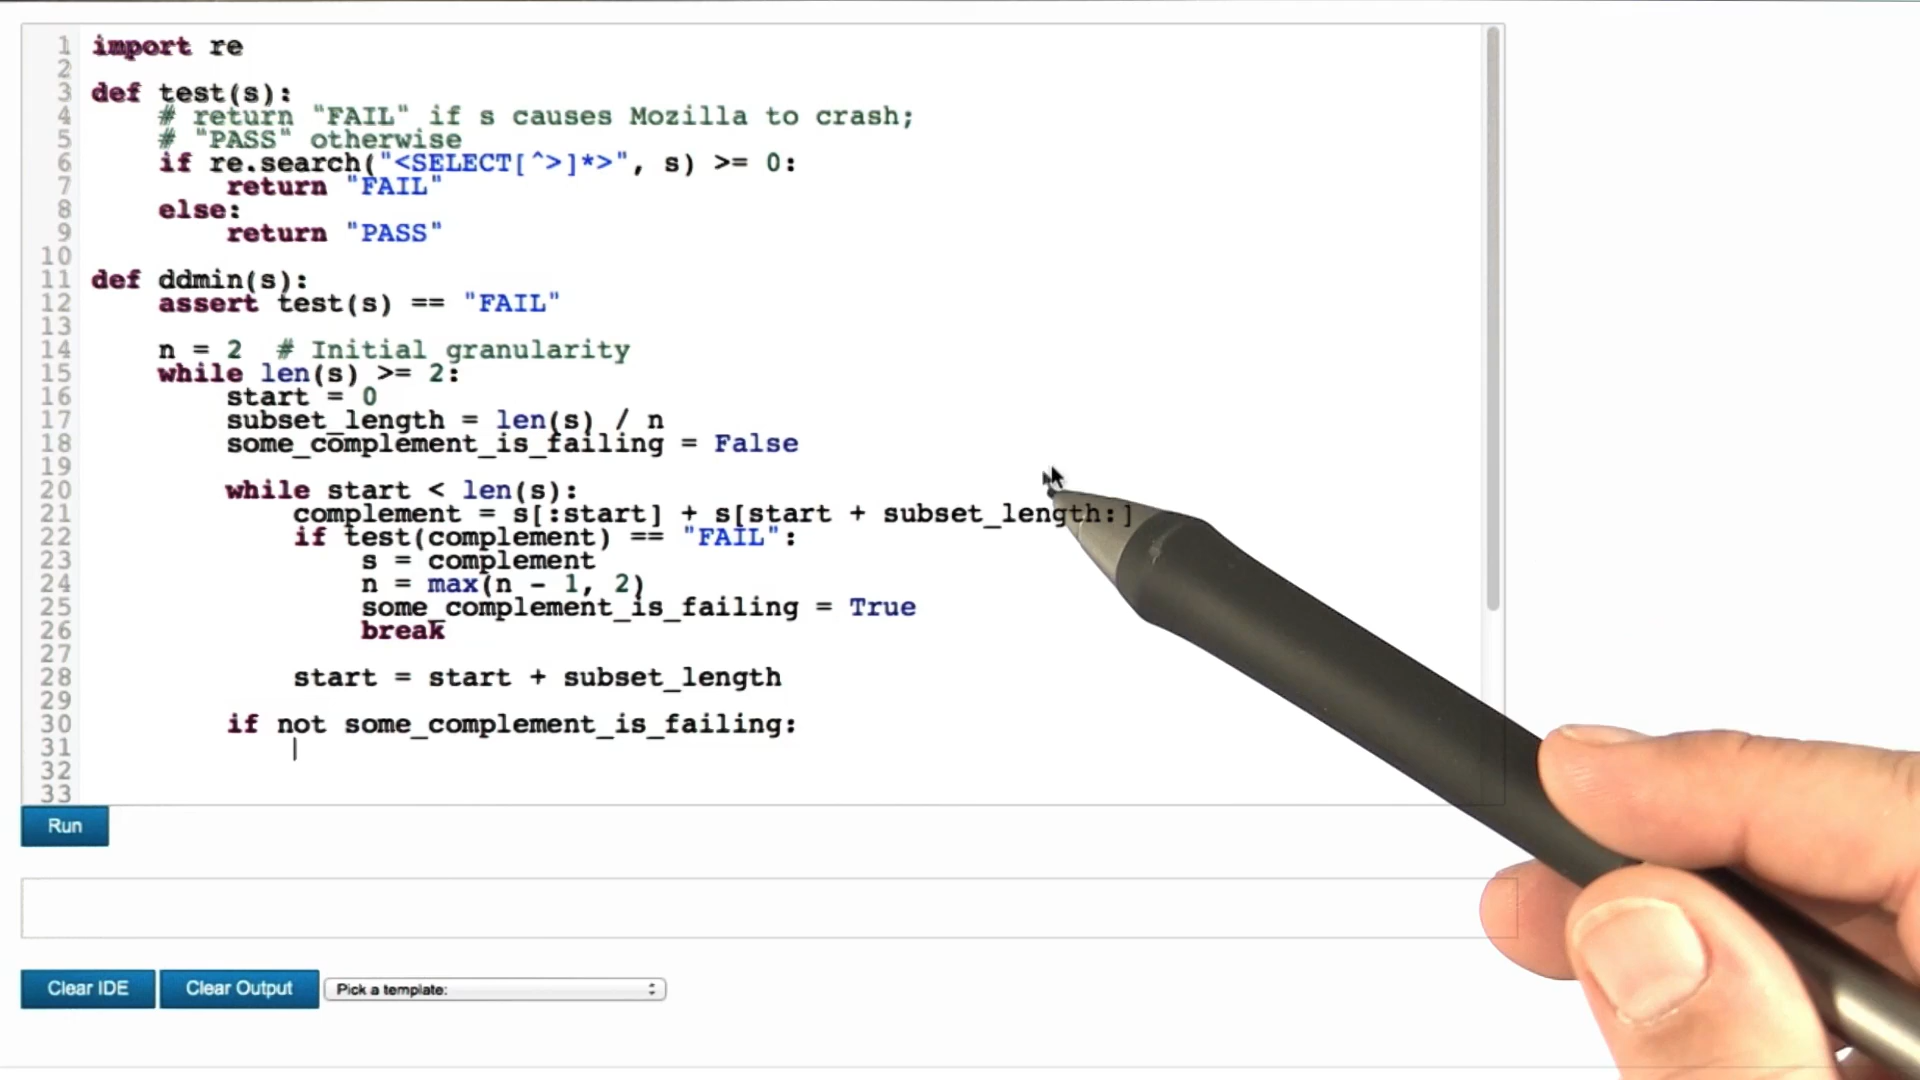 1 import re
2
3 def test(s):
4 # return "FAIL" if s causes Mozilla to crash;
5 # "PASS" otherwise
6 if re.search("<SELECT[^>]*>", s) >= 0:
7 return "FAIL"
8 else:
9 return "PASS"
10
11 def ddmin(s):
12 assert test(s) == "FAIL"
13
14 n = 2 # Initial granularity
15 while len(s) >= 2:
16 start = 0
17 subset_length = len(s) / n
18 some_complement_is_failing = False
19
20 while start < len(s):
21 complement = s[:start] + s[start + subset_length:]
22 if test(complement) == "FAIL":
23 s = complement
24 n = max(n - 1, 2)
25 some_complement_is_failing = True
26 break
27
28 start = start + subset_length
29
30 if not some_complement_is_failing:
31
32
33
Run
Clear IDE Clear Output Pick a template: